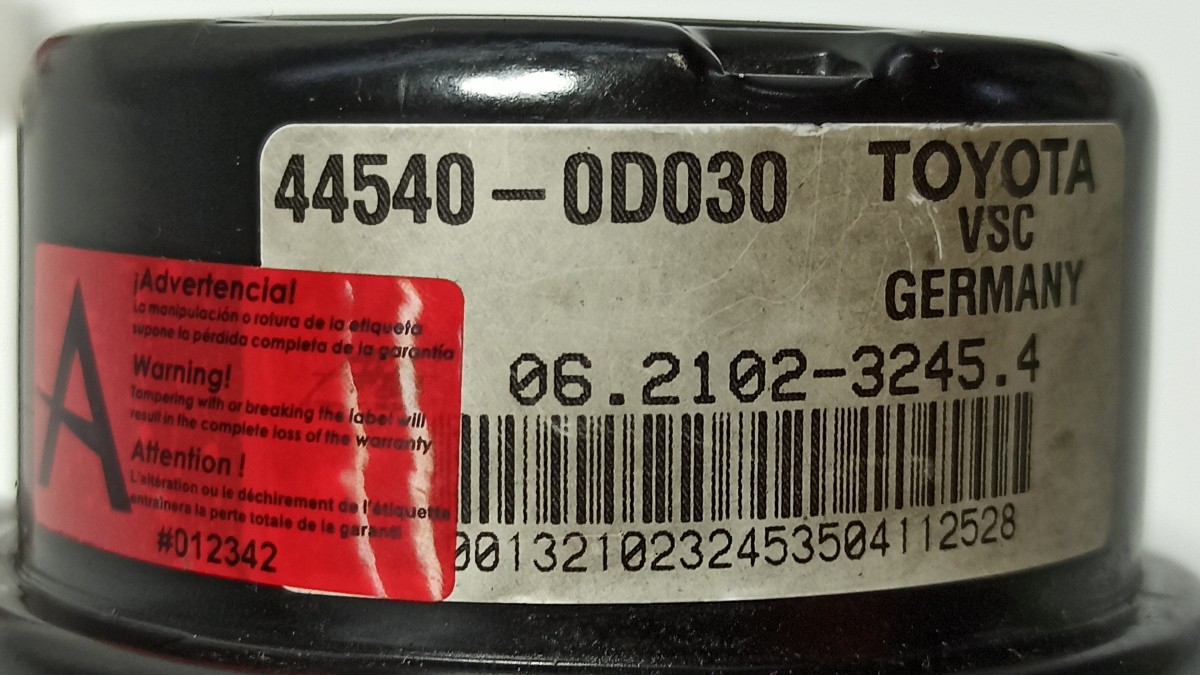 44540-0D030
TOYOTA
VSC
GERMANY
06.2102-3245.4
0013210232453504112528
A
¡Advertencia!
La manipulación o rotura de la etiqueta
supone la pérdida completa de la garantía
Warning!
Tampering with or breaking the label will
result in the complete loss of the warranty
Attention !
L'altération ou le déchirement de l'étiquette
entraînera la perte totale de la garanti
#012342